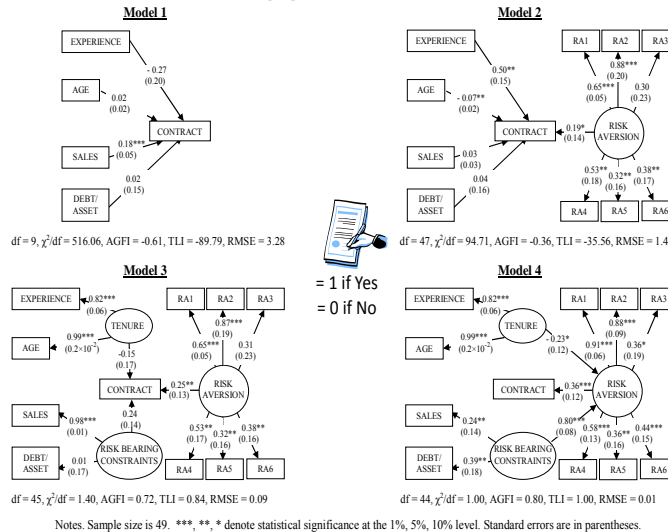 Model 1
EXPERIENCE
- 0.27
(0.20)
AGE
0.02
(0.02)
CONTRACT
SALES
0.18***
(0.05)
DEBT/
ASSET
0.02
(0.15)
df = 9, χ²/df = 516.06, AGFI = -0.61, TLI = -89.79, RMSE = 3.28
Model 2
EXPERIENCE
0.50**
(0.15)
AGE
- 0.07**
(0.02)
CONTRACT
SALES
0.03
(0.03)
DEBT/
ASSET
0.04
(0.16)
RA1
RA2
RA3
0.88***
(0.20)
0.65***
(0.05)
0.30
(0.23)
0.19*
(0.14)
RISK
AVERSION
0.53**
(0.18)
0.32**
(0.16)
0.38**
(0.17)
RA4
RA5
RA6
df = 47, χ²/df = 94.71, AGFI = -0.36, TLI = -35.56, RMSE = 1.4
= 1 if Yes
= 0 if No
Model 3
EXPERIENCE
0.82***
(0.06)
TENURE
AGE
0.99***
(0.2×10⁻²)
-0.15
(0.17)
CONTRACT
SALES
0.98***
(0.01)
0.24
(0.14)
RISK BEARING
CONSTRAINTS
DEBT/
ASSET
0.01
(0.17)
RA1
RA2
RA3
0.87***
(0.19)
0.65***
(0.05)
0.31
(0.23)
0.25**
(0.13)
RISK
AVERSION
0.53**
(0.17)
0.32**
(0.16)
0.38**
(0.16)
RA4
RA5
RA6
df = 45, χ²/df = 1.40, AGFI = 0.72, TLI = 0.84, RMSE = 0.09
Model 4
EXPERIENCE
0.82***
(0.06)
TENURE
AGE
0.99***
(0.2×10⁻²)
- 0.23*
(0.12)
CONTRACT
0.36***
(0.12)
SALES
0.24**
(0.14)
0.80***
(0.08)
RISK BEARING
CONSTRAINTS
DEBT/
ASSET
0.39**
(0.18)
RA1
RA2
RA3
0.88***
(0.09)
0.91***
(0.06)
0.36*
(0.19)
RISK
AVERSION
0.58***
(0.13)
0.36**
(0.16)
0.44***
(0.15)
RA4
RA5
RA6
df = 44, χ²/df = 1.00, AGFI = 0.80, TLI = 1.00, RMSE = 0.01
Notes. Sample size is 49. ***, **, * denote statistical significance at the 1%, 5%, 10% level. Standard errors are in parentheses.